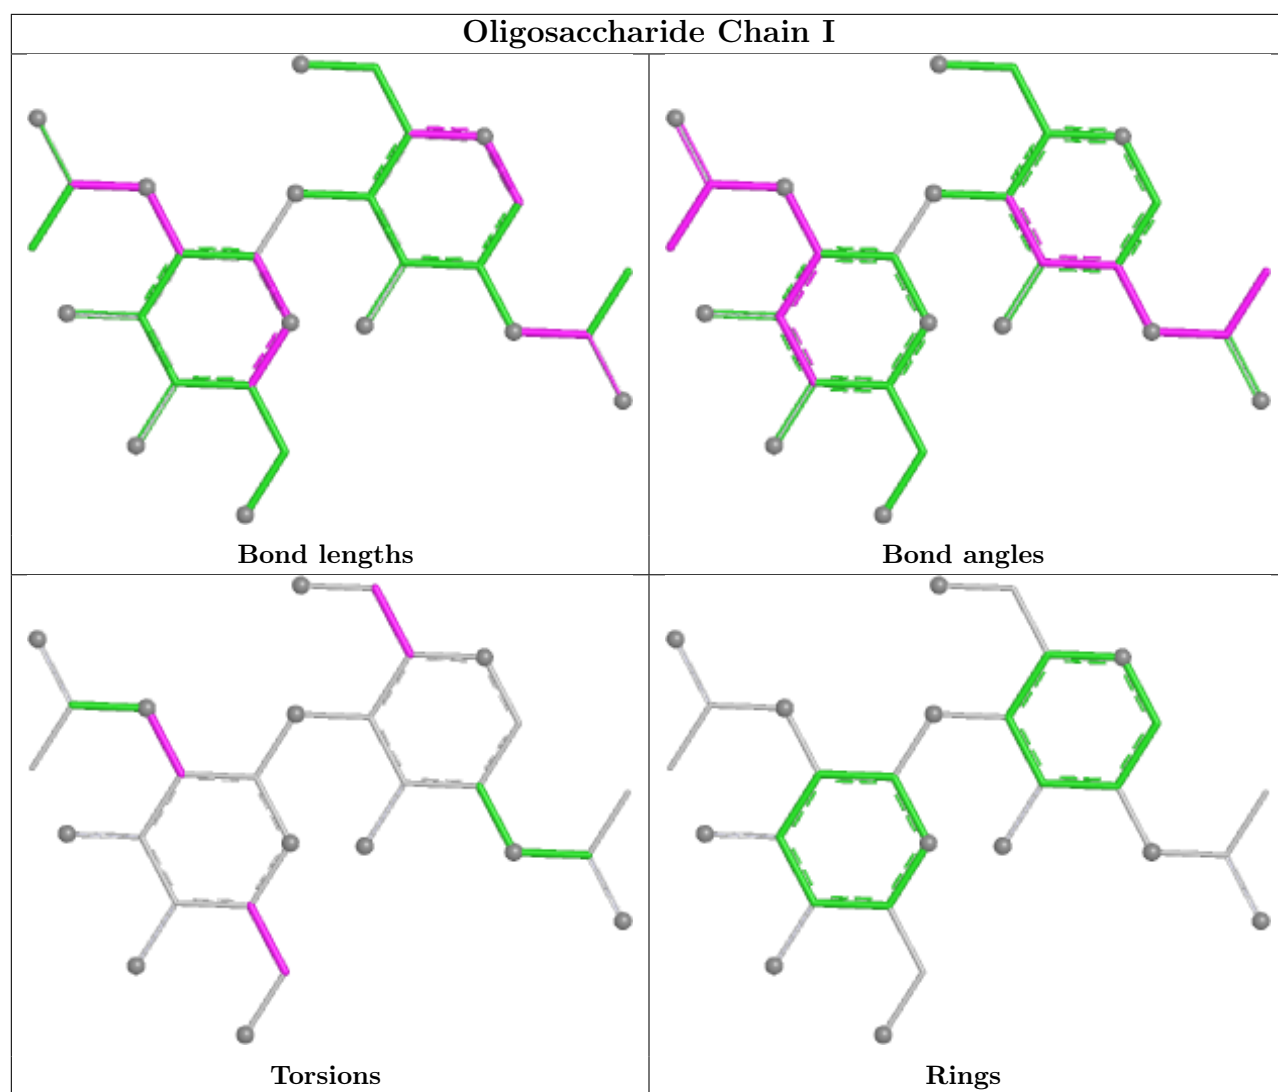 Oligosaccharide Chain I
Bond lengths
Bond angles
Torsions
Rings